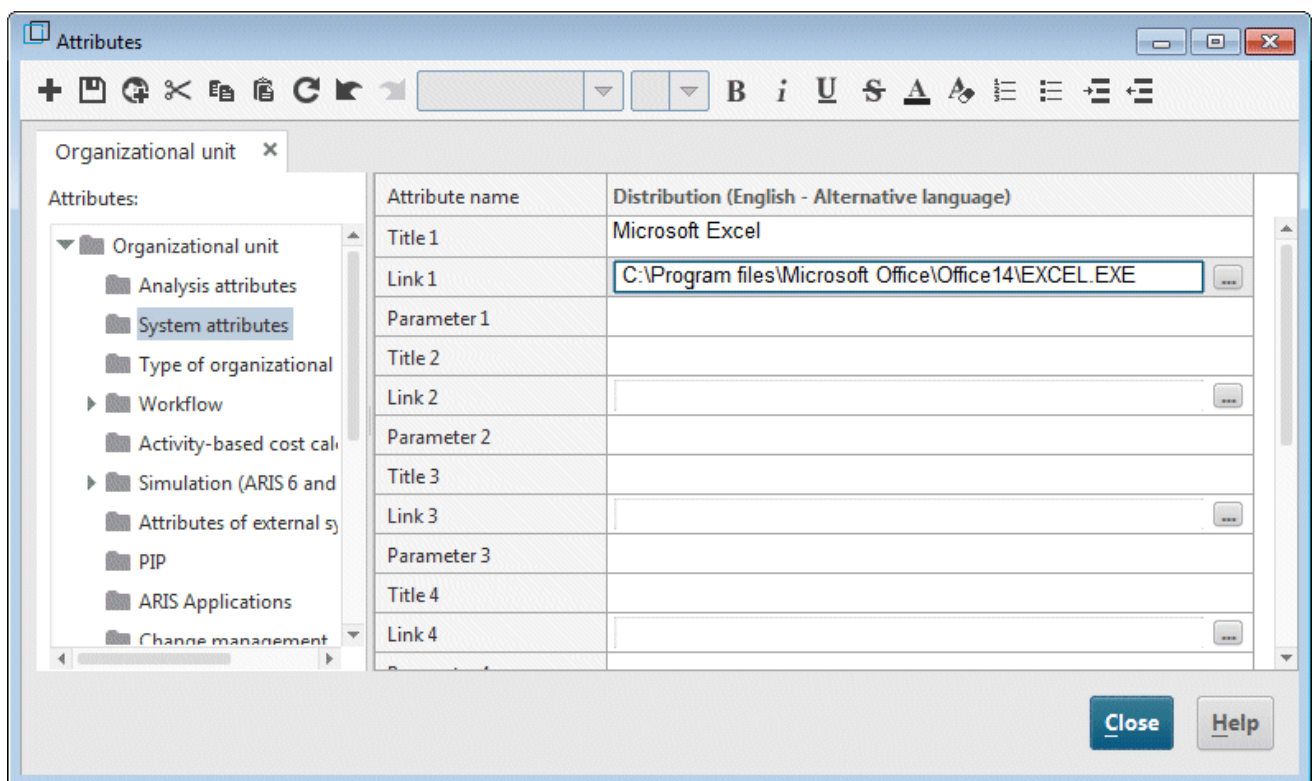 Attributes
B i U S A
Organizational unit
Attributes:
Organizational unit
Analysis attributes
System attributes
Type of organizational
Workflow
Activity-based cost cal
Simulation (ARIS 6 and
Attributes of external sy
PIP
ARIS Applications
Change management
Attribute name Distribution (English - Alternative language)
Title 1 Microsoft Excel
Link 1 C:\Program files\Microsoft Office\Office14\EXCEL.EXE ...
Parameter 1
Title 2
Link 2 ...
Parameter 2
Title 3
Link 3 ...
Parameter 3
Title 4
Link 4 ...
Close Help